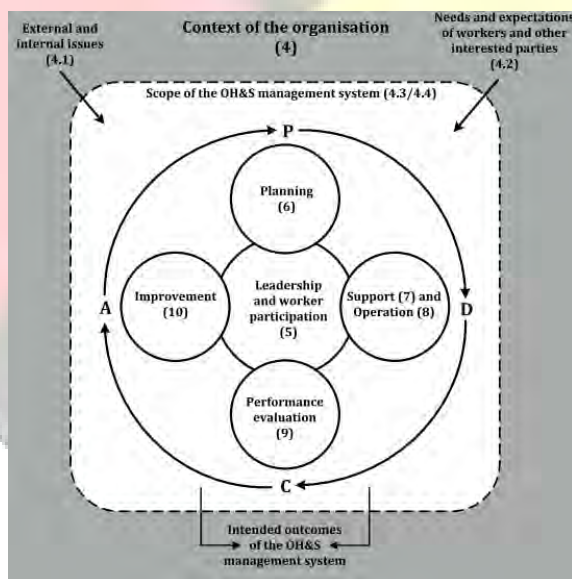 Context of the organisation
(4)
External and
internal issues
(4.1)
Needs and expectations
of workers and other
interested parties
(4.2)
Scope of the OH&S management system (4.3/4.4)
P
Planning
(6)
A
Improvement
(10)
Leadership
and worker
participation
(5)
Support (7) and
Operation (8)
D
Performance
evaluation
(9)
C
Intended outcomes
of the OH&S
management system